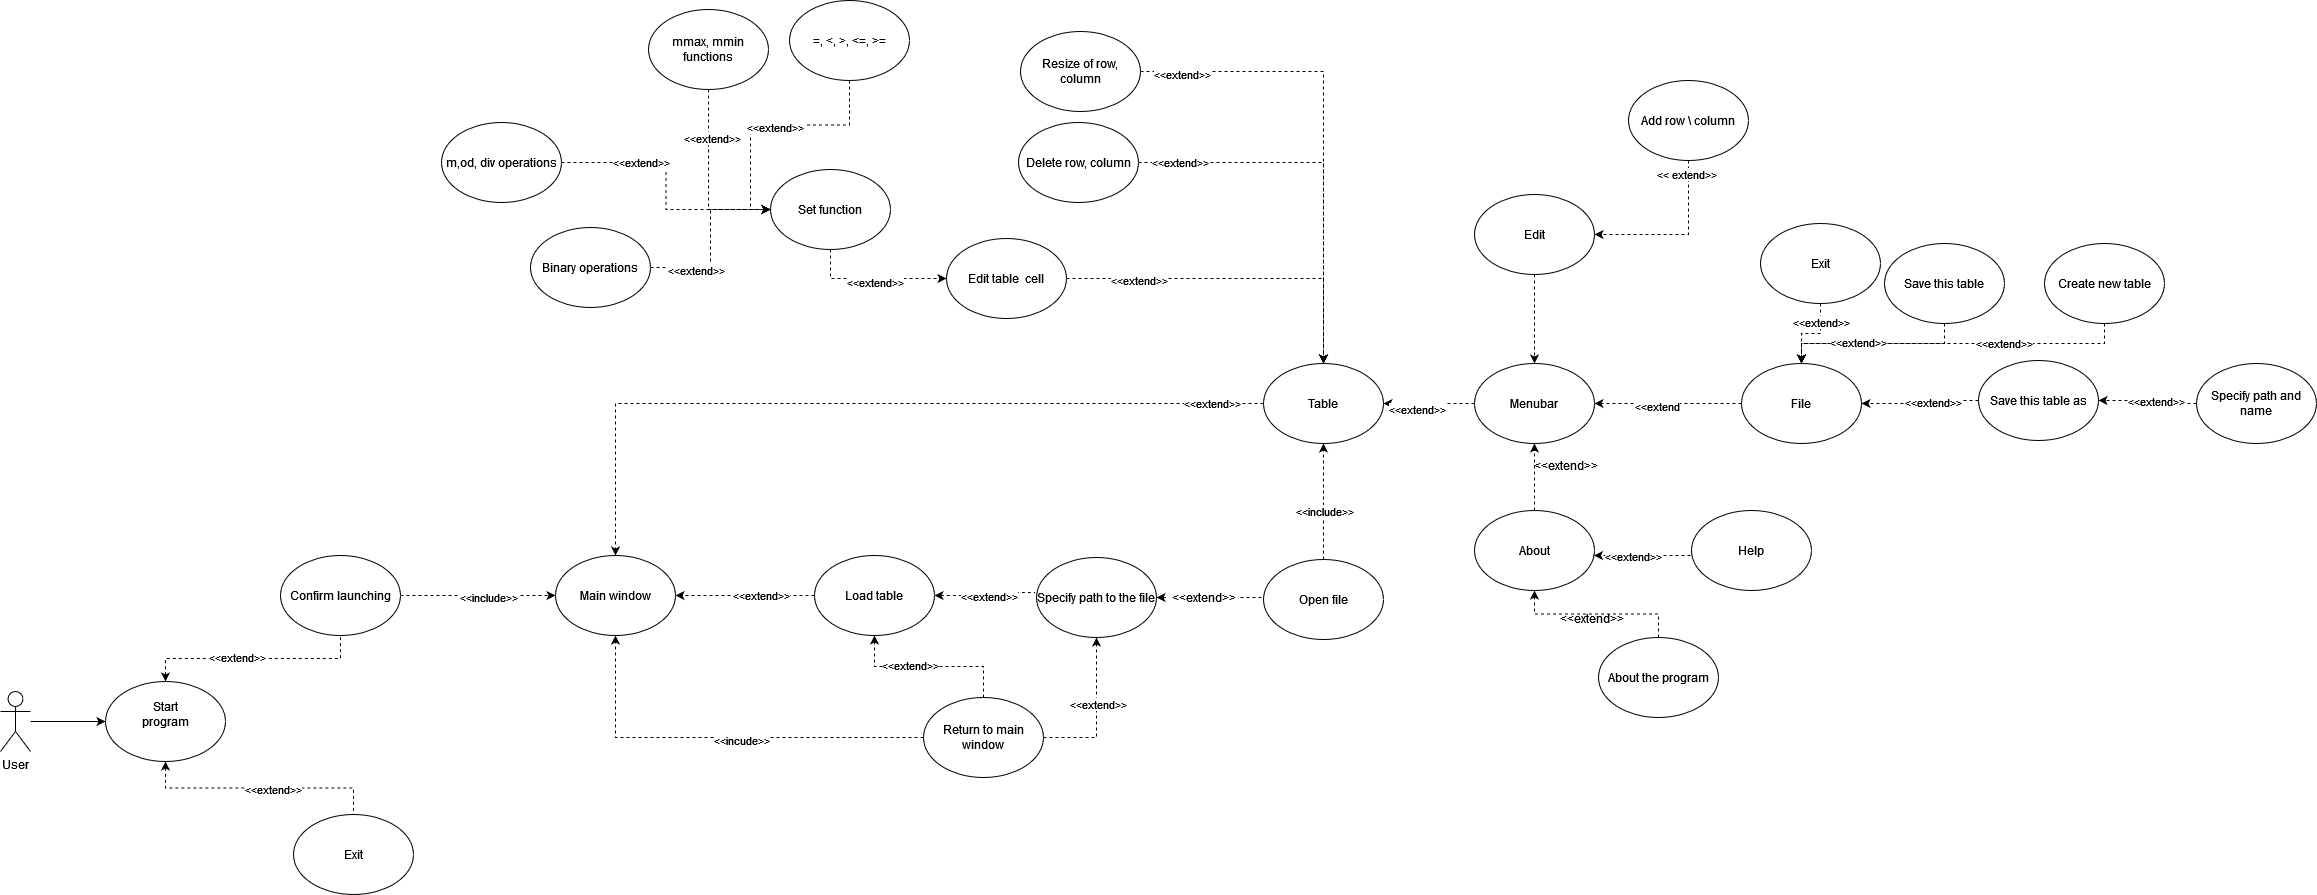 mmax, mmin
functions
=, <, >, <=, >=
Resize of row,
column
<<extend>>
Add row \ column
<<extend>>
<<extend>>
m,od, div operations
<<extend>>
Delete row, column
<<extend>>
<< extend>>
Set function
Edit
Binary operations
<<extend>>
Edit table  cell
<<extend>>
<<extend>>
Exit
Save this table
Create new table
<<extend>>
<<extend>>
<<extend>>
<<extend>>
Table
<<extend>>
Menubar
<<extend
File
<<extend>>
Save this table as
<<extend>>
Specify path and
name
<<extend>>
<<include>>
About
<<extend>>
Help
Confirm launching
<<include>>
Main window
<<extend>>
Load table
<<extend>>
Specify path to the file
<<extend>>
Open file
<<extend>>
<<extend>>
<<extend>>
About the program
Start
program
<<extend>>
Return to main
window
<<incude>>
User
<<extend>>
Exit